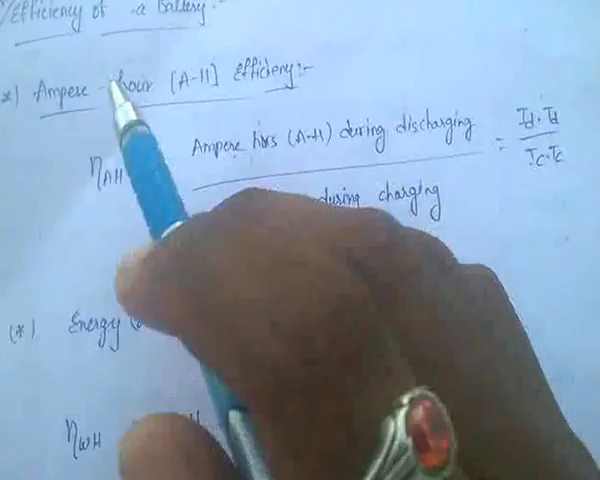 Efficiency of a Battery
*) Ampere - hour [A-H] Efficiency:-
ηAH
Ampere hrs (A-H) during discharging
during charging
= Id.Td
Ic.Tc
(*) Energy
ηWH